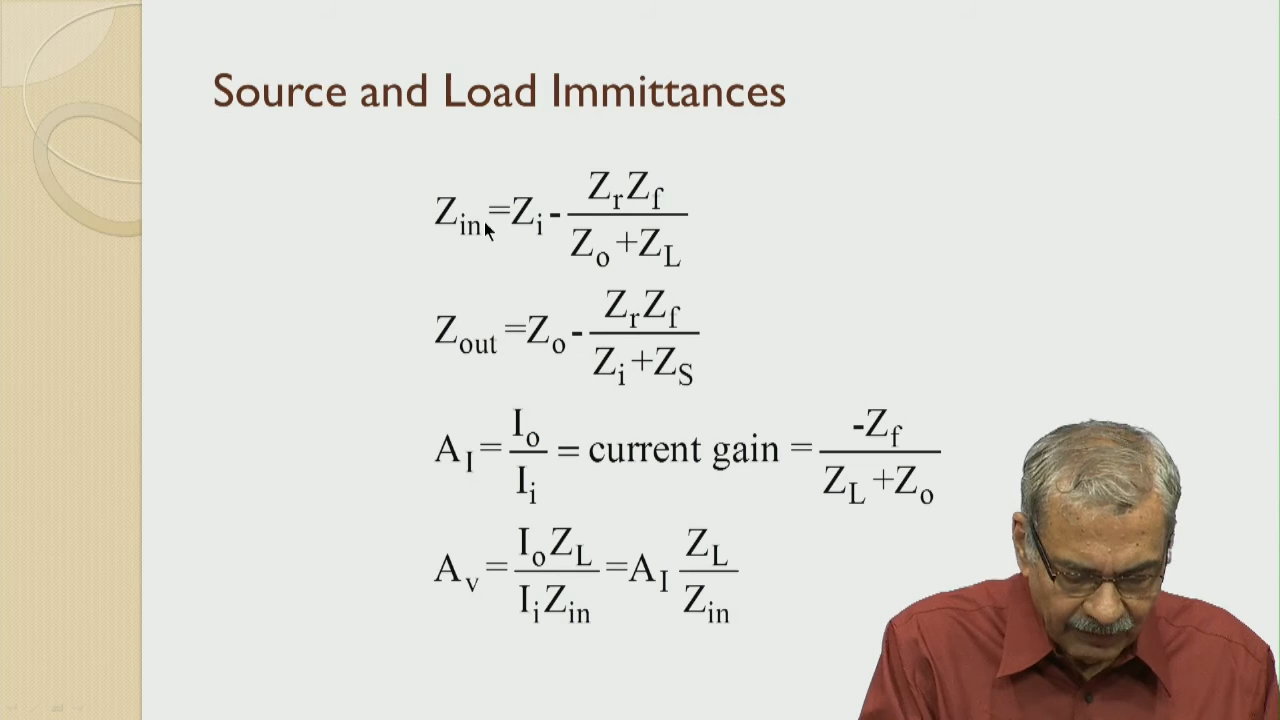 Source and Load Immittances
Z_in = Z_i - Z_r Z_f / (Z_o + Z_L)
Z_out = Z_o - Z_r Z_f / (Z_i + Z_S)
A_I = I_o / I_i = current gain = -Z_f / (Z_L + Z_o)
A_v = I_o Z_L / I_i Z_in = A_I Z_L / Z_in